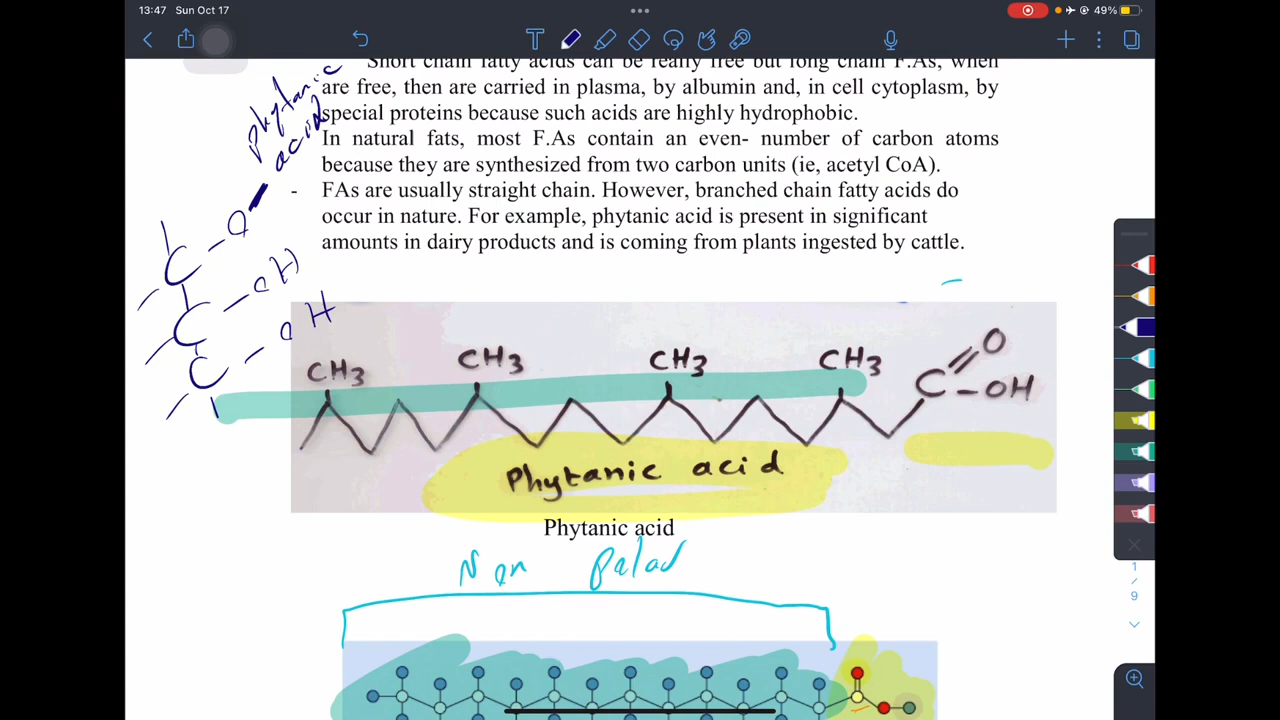 13:47 Sun Oct 17
49%
Short chain fatty acids can be really free but long chain F.As, when
are free, then are carried in plasma, by albumin and, in cell cytoplasm, by
special proteins because such acids are highly hydrophobic.
In natural fats, most F.As contain an even- number of carbon atoms
because they are synthesized from two carbon units (ie, acetyl CoA).
- FAs are usually straight chain. However, branched chain fatty acids do
occur in nature. For example, phytanic acid is present in significant
amounts in dairy products and is coming from plants ingested by cattle.
phytanic
acid
C - O
C - OH
C - OH
CH3 CH3 CH3 CH3
O
C - OH
Phytanic acid
Phytanic acid
Non polar
1
/
9